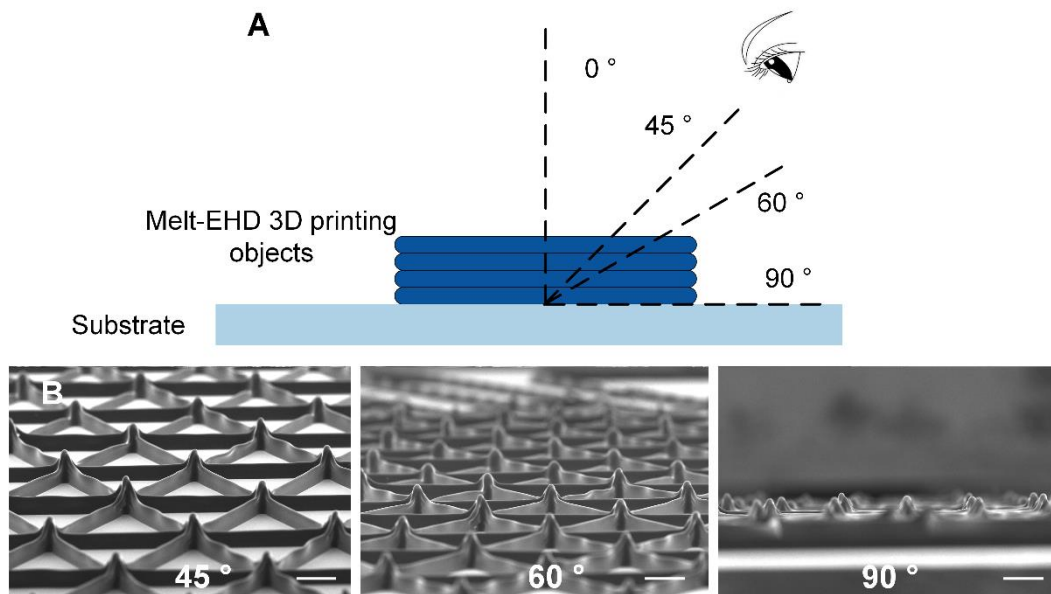 A
0 °
45 °
60 °
90 °
Melt-EHD 3D printing
objects
Substrate
B
45 °
60 °
90 °